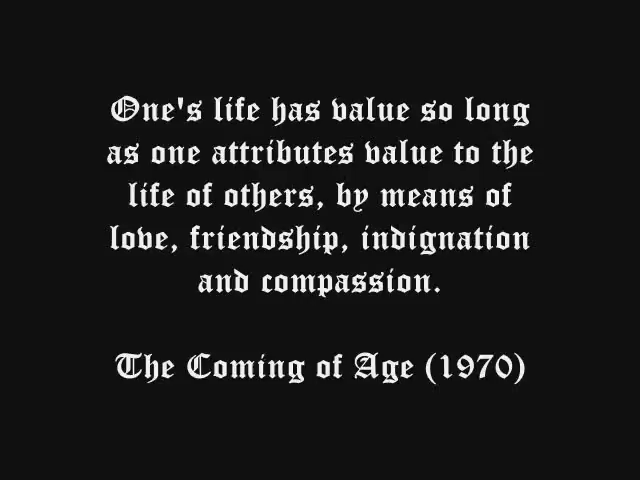 One's life has value so long
as one attributes value to the
life of others, by means of
love, friendship, indignation
and compassion.
The Coming of Age (1970)